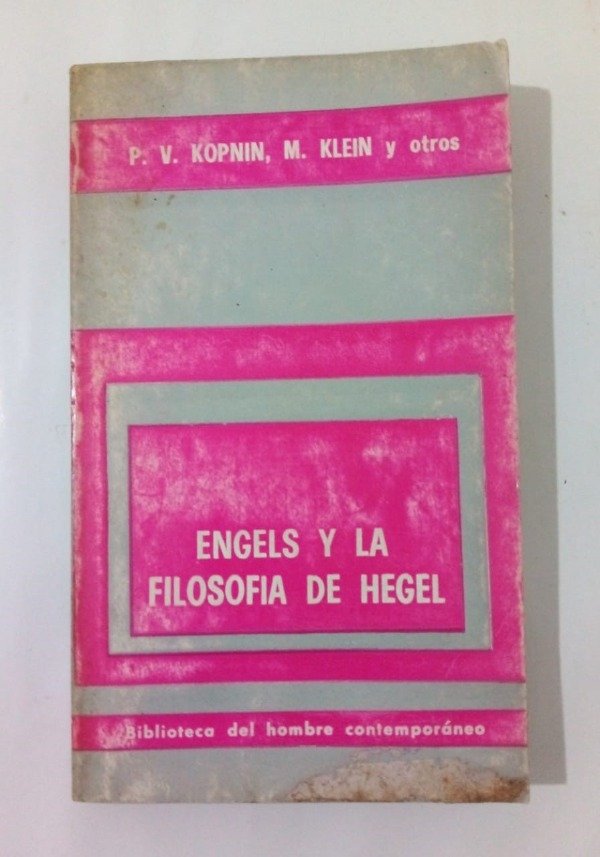 P. V. KOPNIN, M. KLEIN y otros
ENGELS Y LA
FILOSOFIA DE HEGEL
Biblioteca del hombre contemporáneo